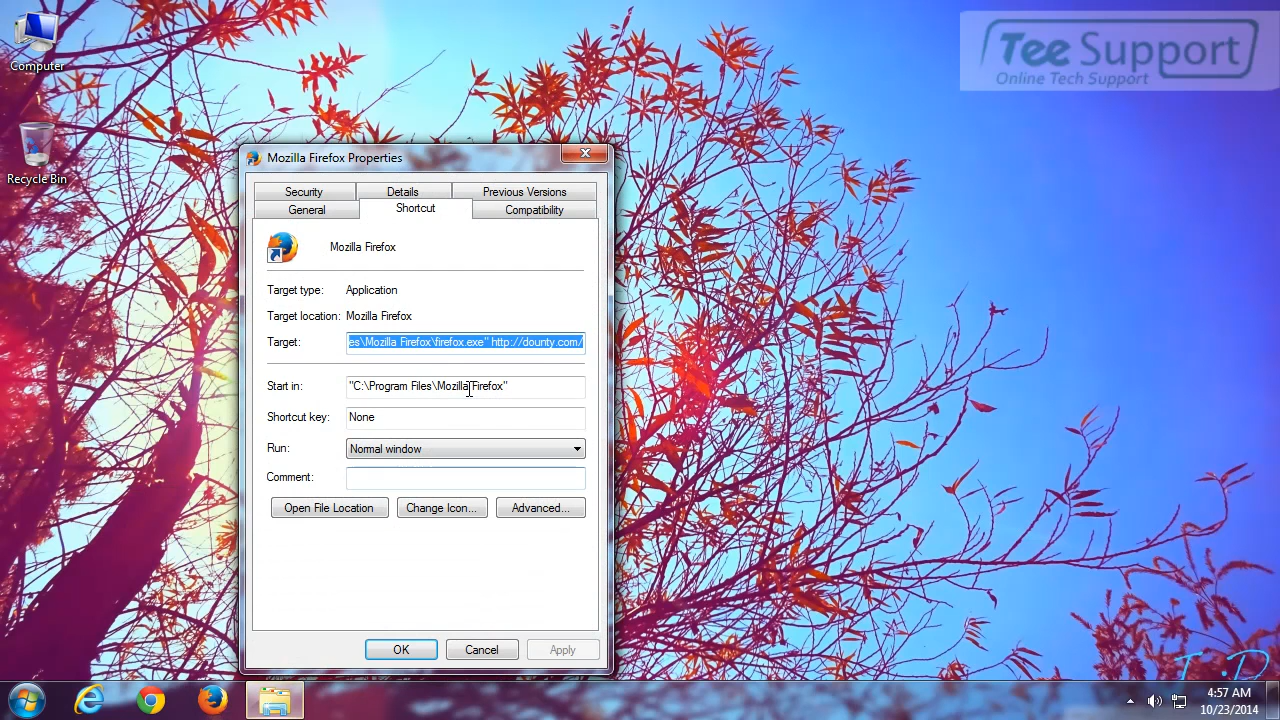 Computer
Recycle Bin
Tee Support
Online Tech Support
Mozilla Firefox Properties
Security Details Previous Versions
General Shortcut Compatibility
Mozilla Firefox
Target type: Application
Target location: Mozilla Firefox
Target: es\Mozilla Firefox\firefox.exe" http://dounty.com/
Start in: "C:\Program Files\Mozilla Firefox"
Shortcut key: None
Run: Normal window
Comment:
Open File Location Change Icon... Advanced...
OK Cancel Apply
4:57 AM
10/23/2014